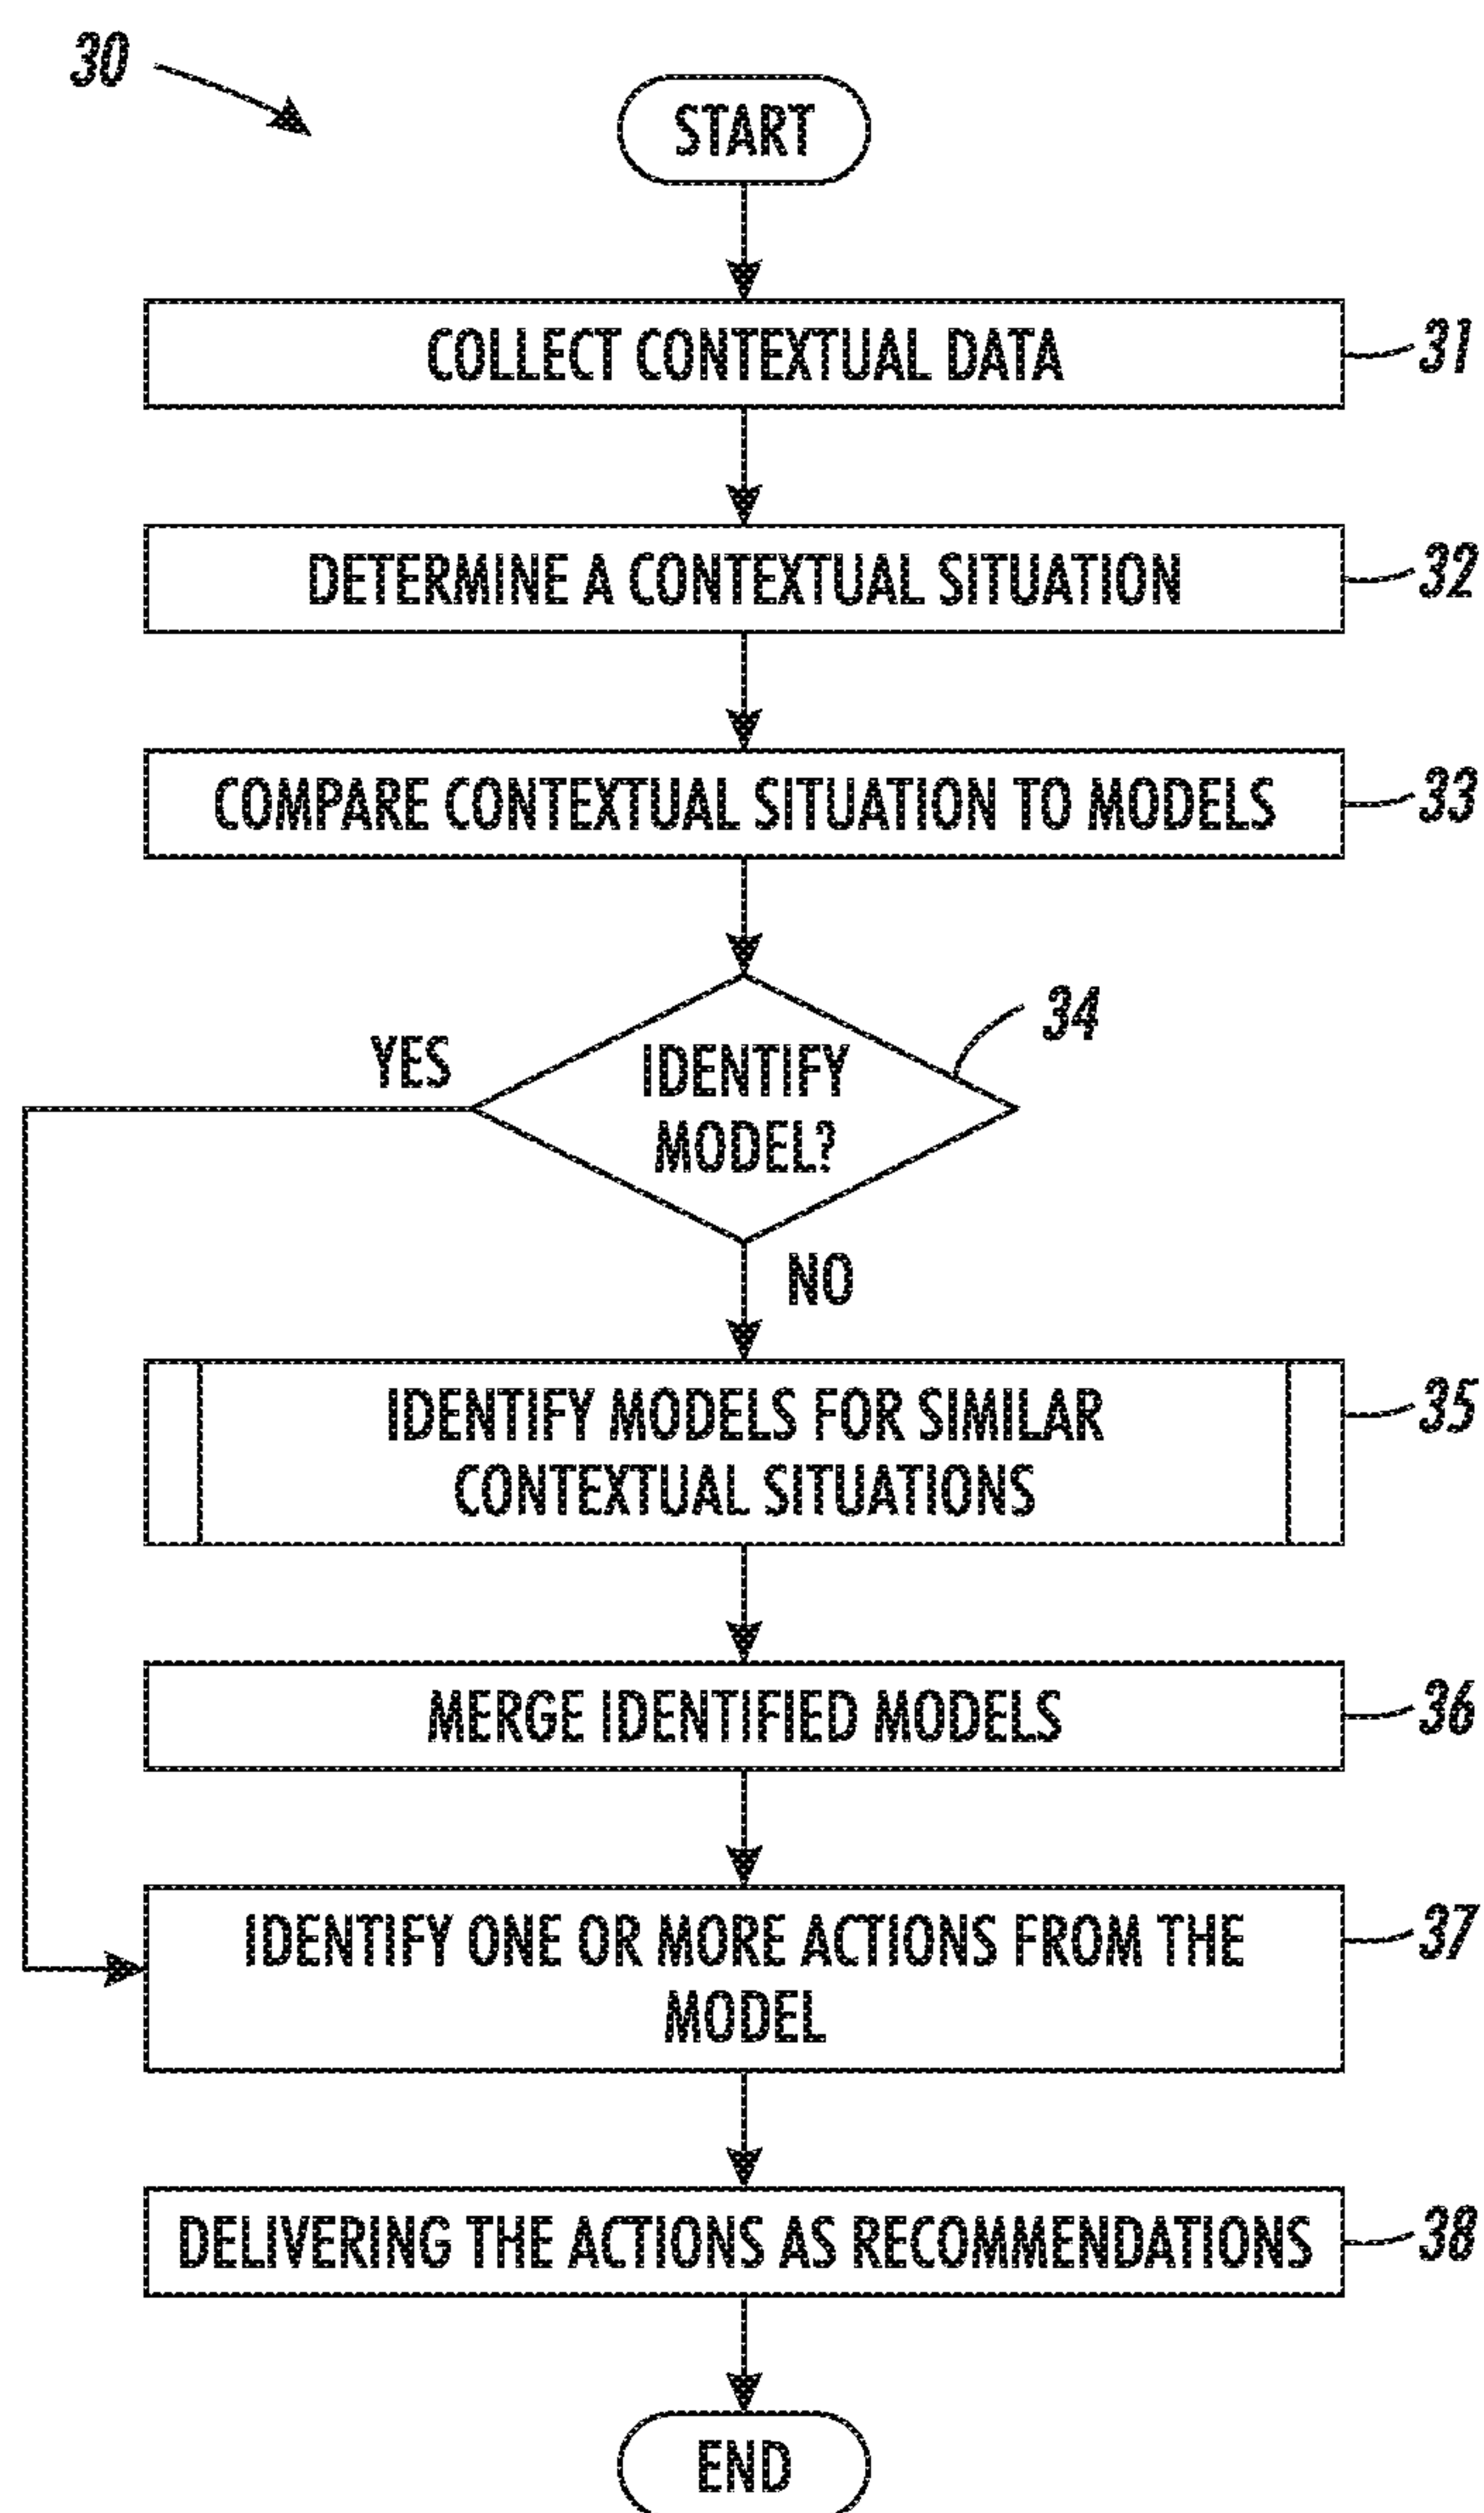 30
START
COLLECT CONTEXTUAL DATA
31
DETERMINE A CONTEXTUAL SITUATION
32
COMPARE CONTEXTUAL SITUATION TO MODELS
33
34
YES
IDENTIFY
MODEL?
NO
IDENTIFY MODELS FOR SIMILAR
CONTEXTUAL SITUATIONS
35
MERGE IDENTIFIED MODELS
36
IDENTIFY ONE OR MORE ACTIONS FROM THE
MODEL
37
DELIVERING THE ACTIONS AS RECOMMENDATIONS
38
END